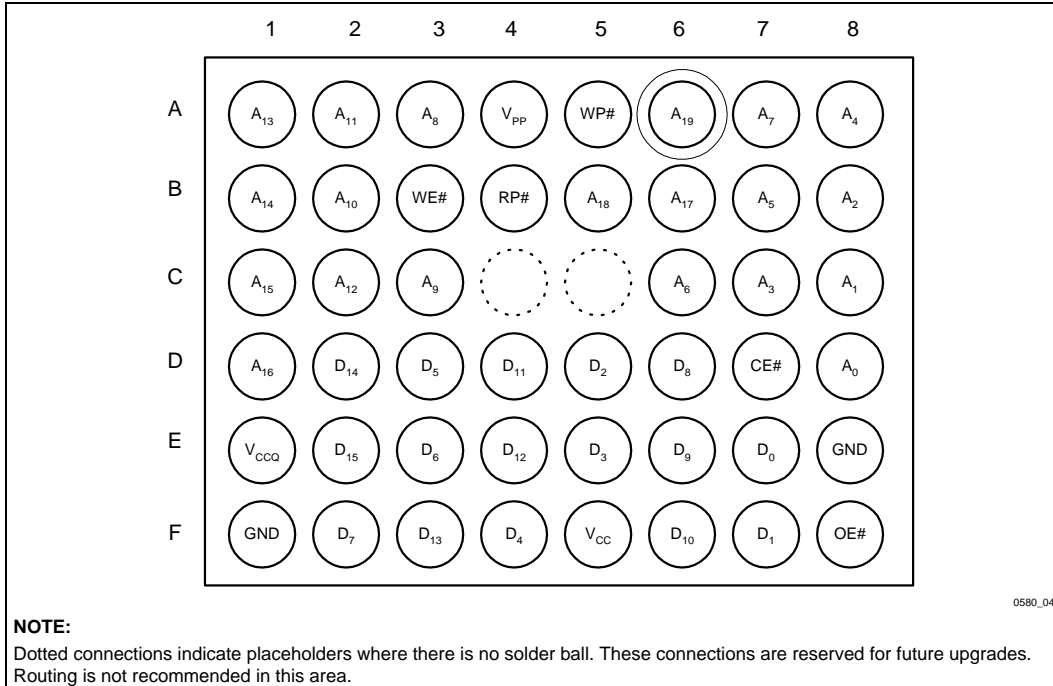 1 2 3 4 5 6 7 8
A A₁₃ A₁₁ A₈ V_PP WP# A₁₉ A₇ A₄
B A₁₄ A₁₀ WE# RP# A₁₈ A₁₇ A₅ A₂
C A₁₅ A₁₂ A₉ A₆ A₃ A₁
D A₁₆ D₁₄ D₅ D₁₁ D₂ D₈ CE# A₀
E V_CCQ D₁₅ D₆ D₁₂ D₃ D₉ D₀ GND
F GND D₇ D₁₃ D₄ V_CC D₁₀ D₁ OE#
0580_04
NOTE:
Dotted connections indicate placeholders where there is no solder ball. These connections are reserved for future upgrades.
Routing is not recommended in this area.